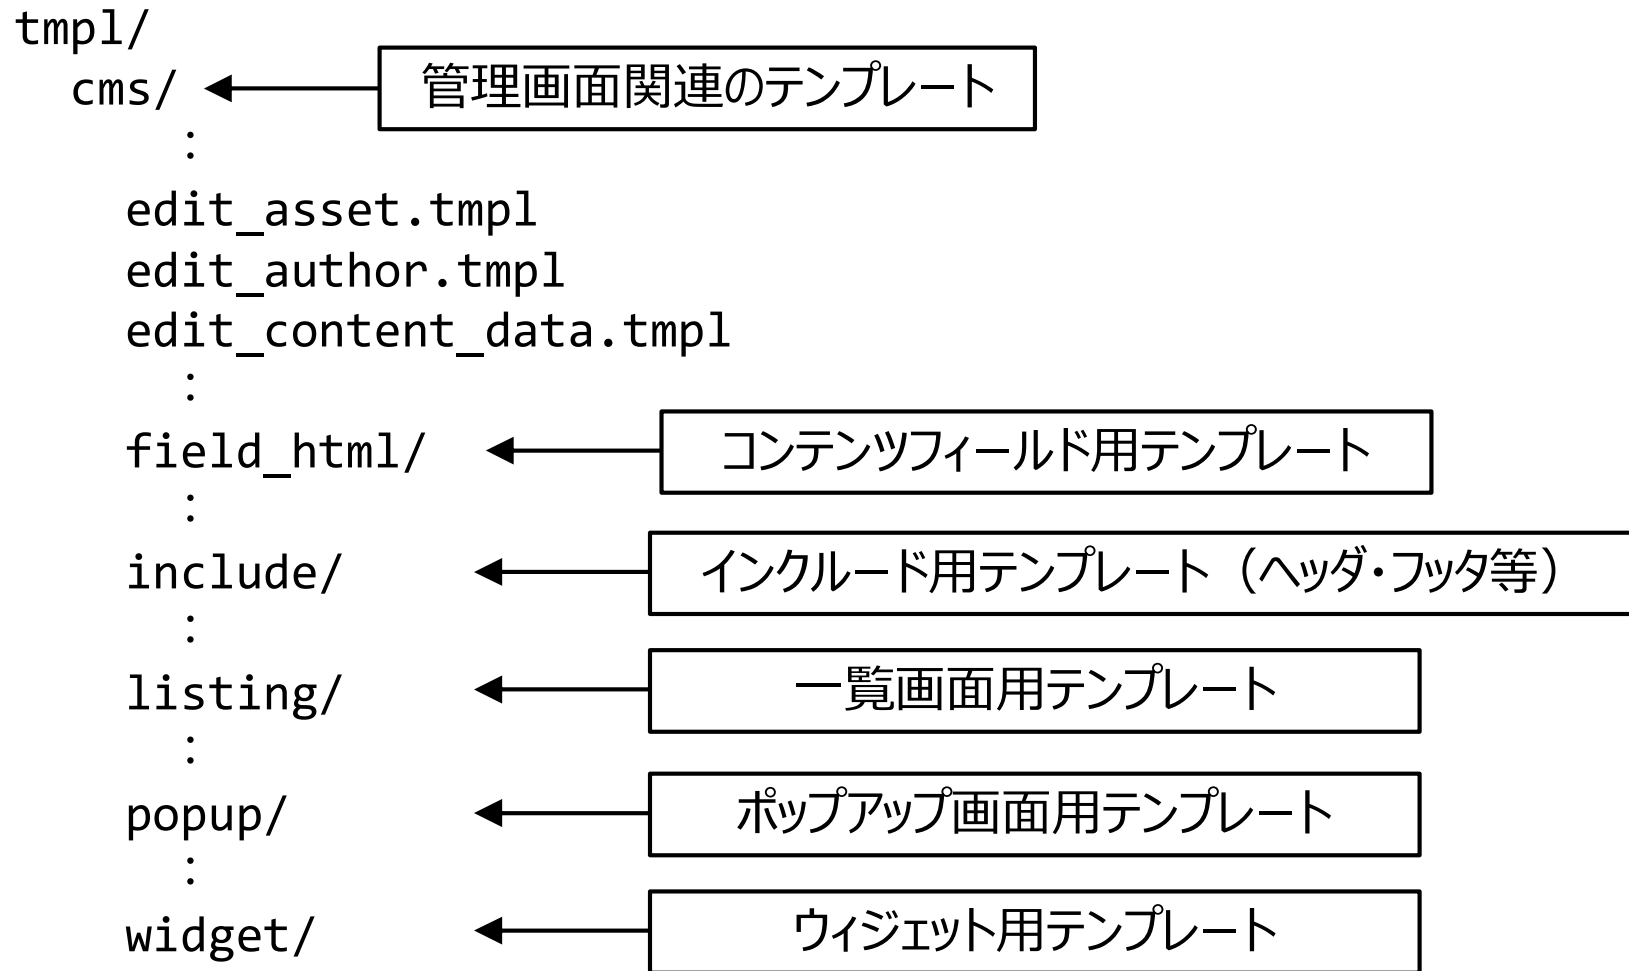 tmpl/
cms/ 管理画面関連のテンプレート
:
edit_asset.tmpl
edit_author.tmpl
edit_content_data.tmpl
:
field_html/ コンテンツフィールド用テンプレート
:
include/ インクルード用テンプレート（ヘッダ・フッタ等）
:
listing/ 一覧画面用テンプレート
:
popup/ ポップアップ画面用テンプレート
:
widget/ ウィジェット用テンプレート